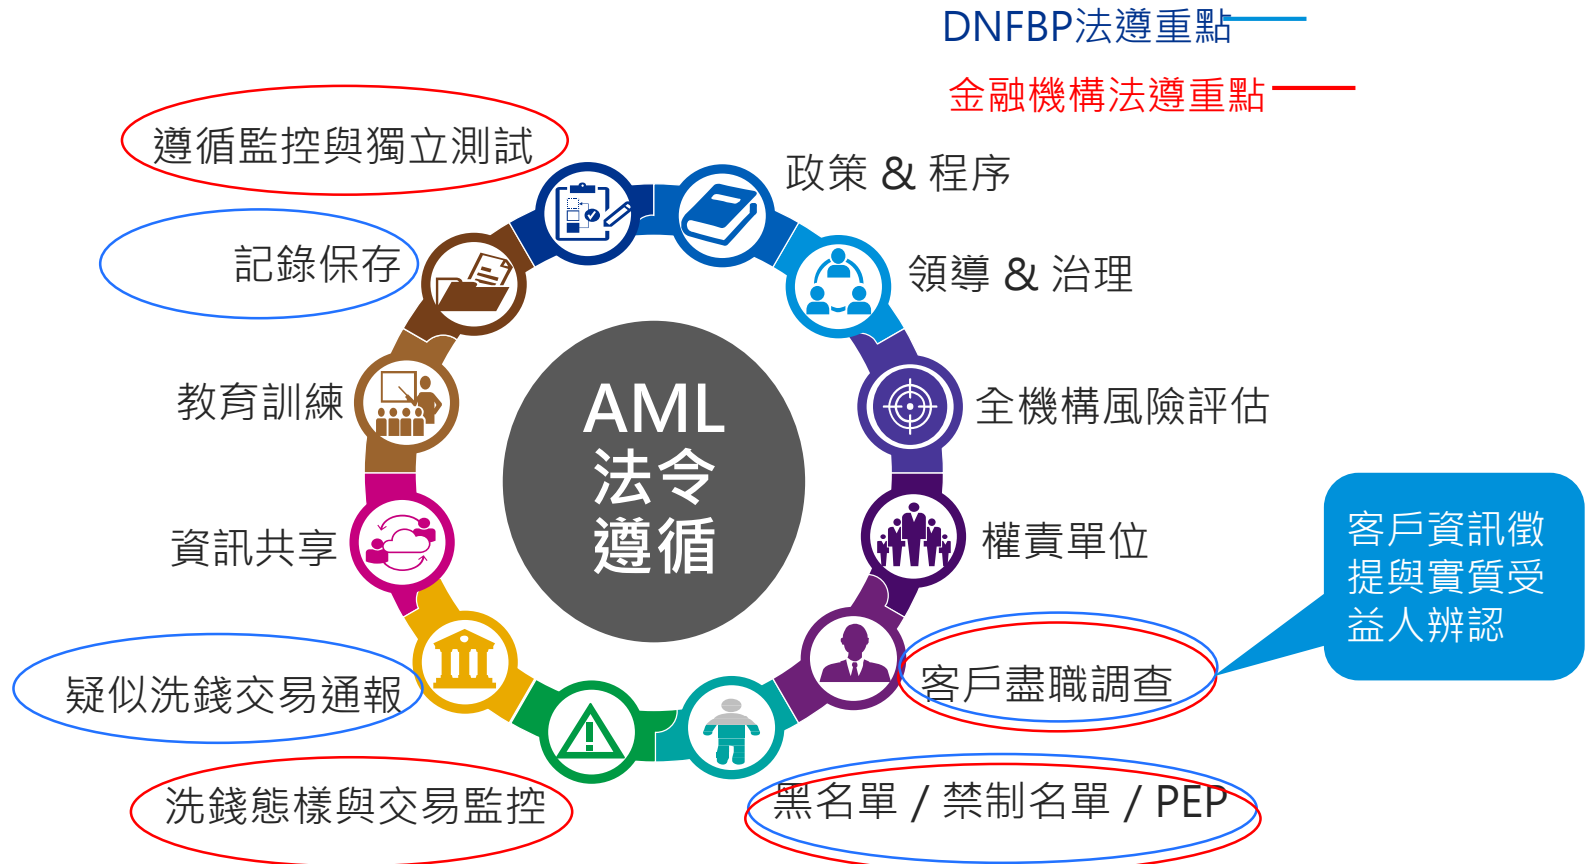 DNFBP法遵重點
金融機構法遵重點
遵循監控與獨立測試
政策 & 程序
記錄保存
領導 & 治理
教育訓練
全機構風險評估
AML
法令
遵循
資訊共享
權責單位
客戶資訊徵
提與實質受
益人辨認
疑似洗錢交易通報
客戶盡職調查
洗錢態樣與交易監控
黑名單 / 禁制名單 / PEP